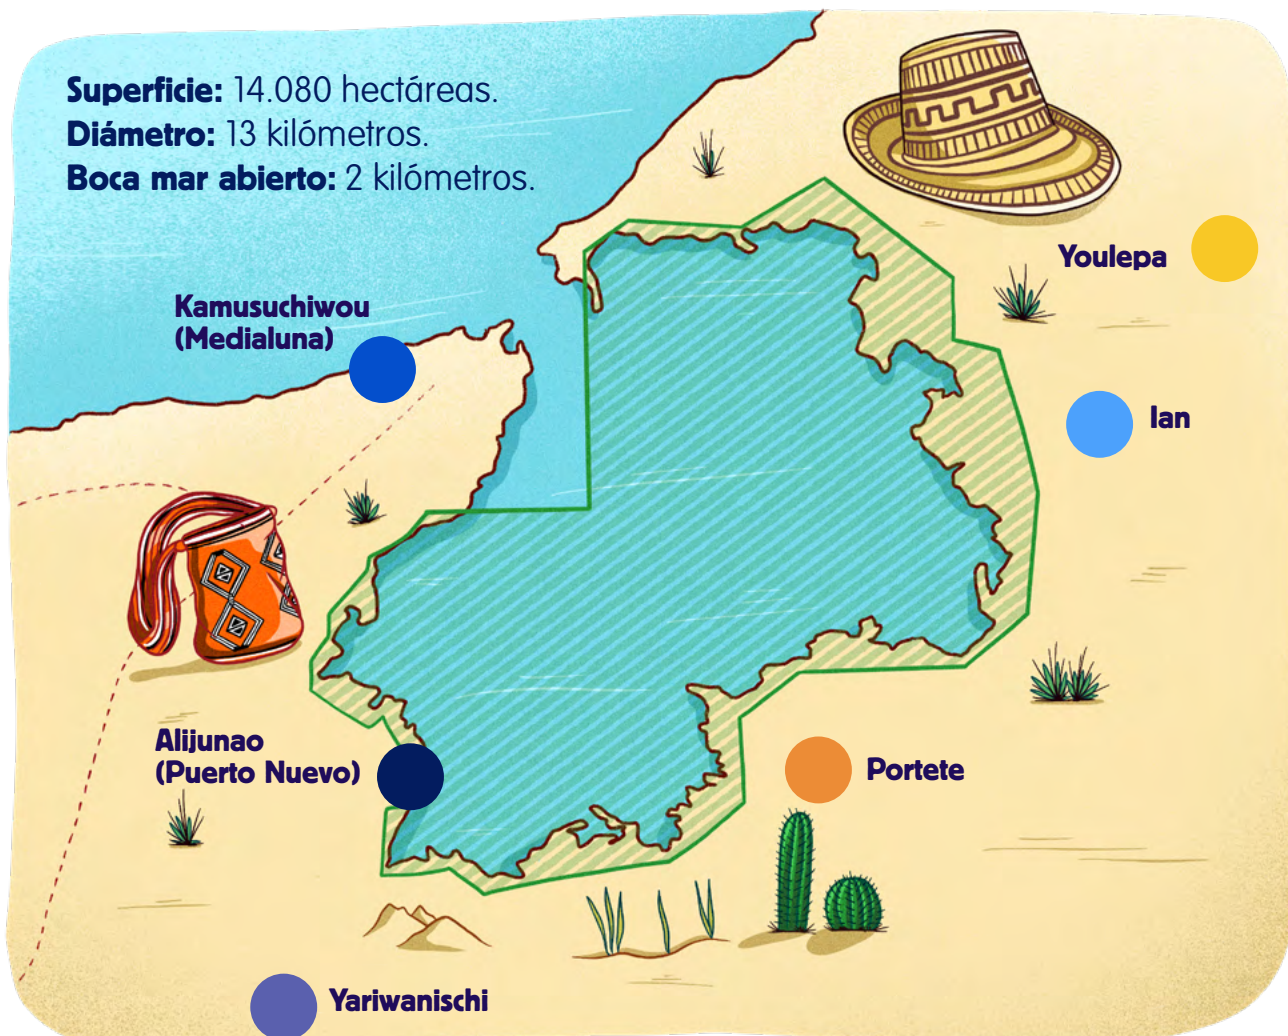 Superficie: 14.080 hectáreas.
Diámetro: 13 kilómetros.
Boca mar abierto: 2 kilómetros.
Youlepa
Kamusuchiwou
(Medialuna)
Ian
Alijunao
(Puerto Nuevo)
Portete
Yariwanischi